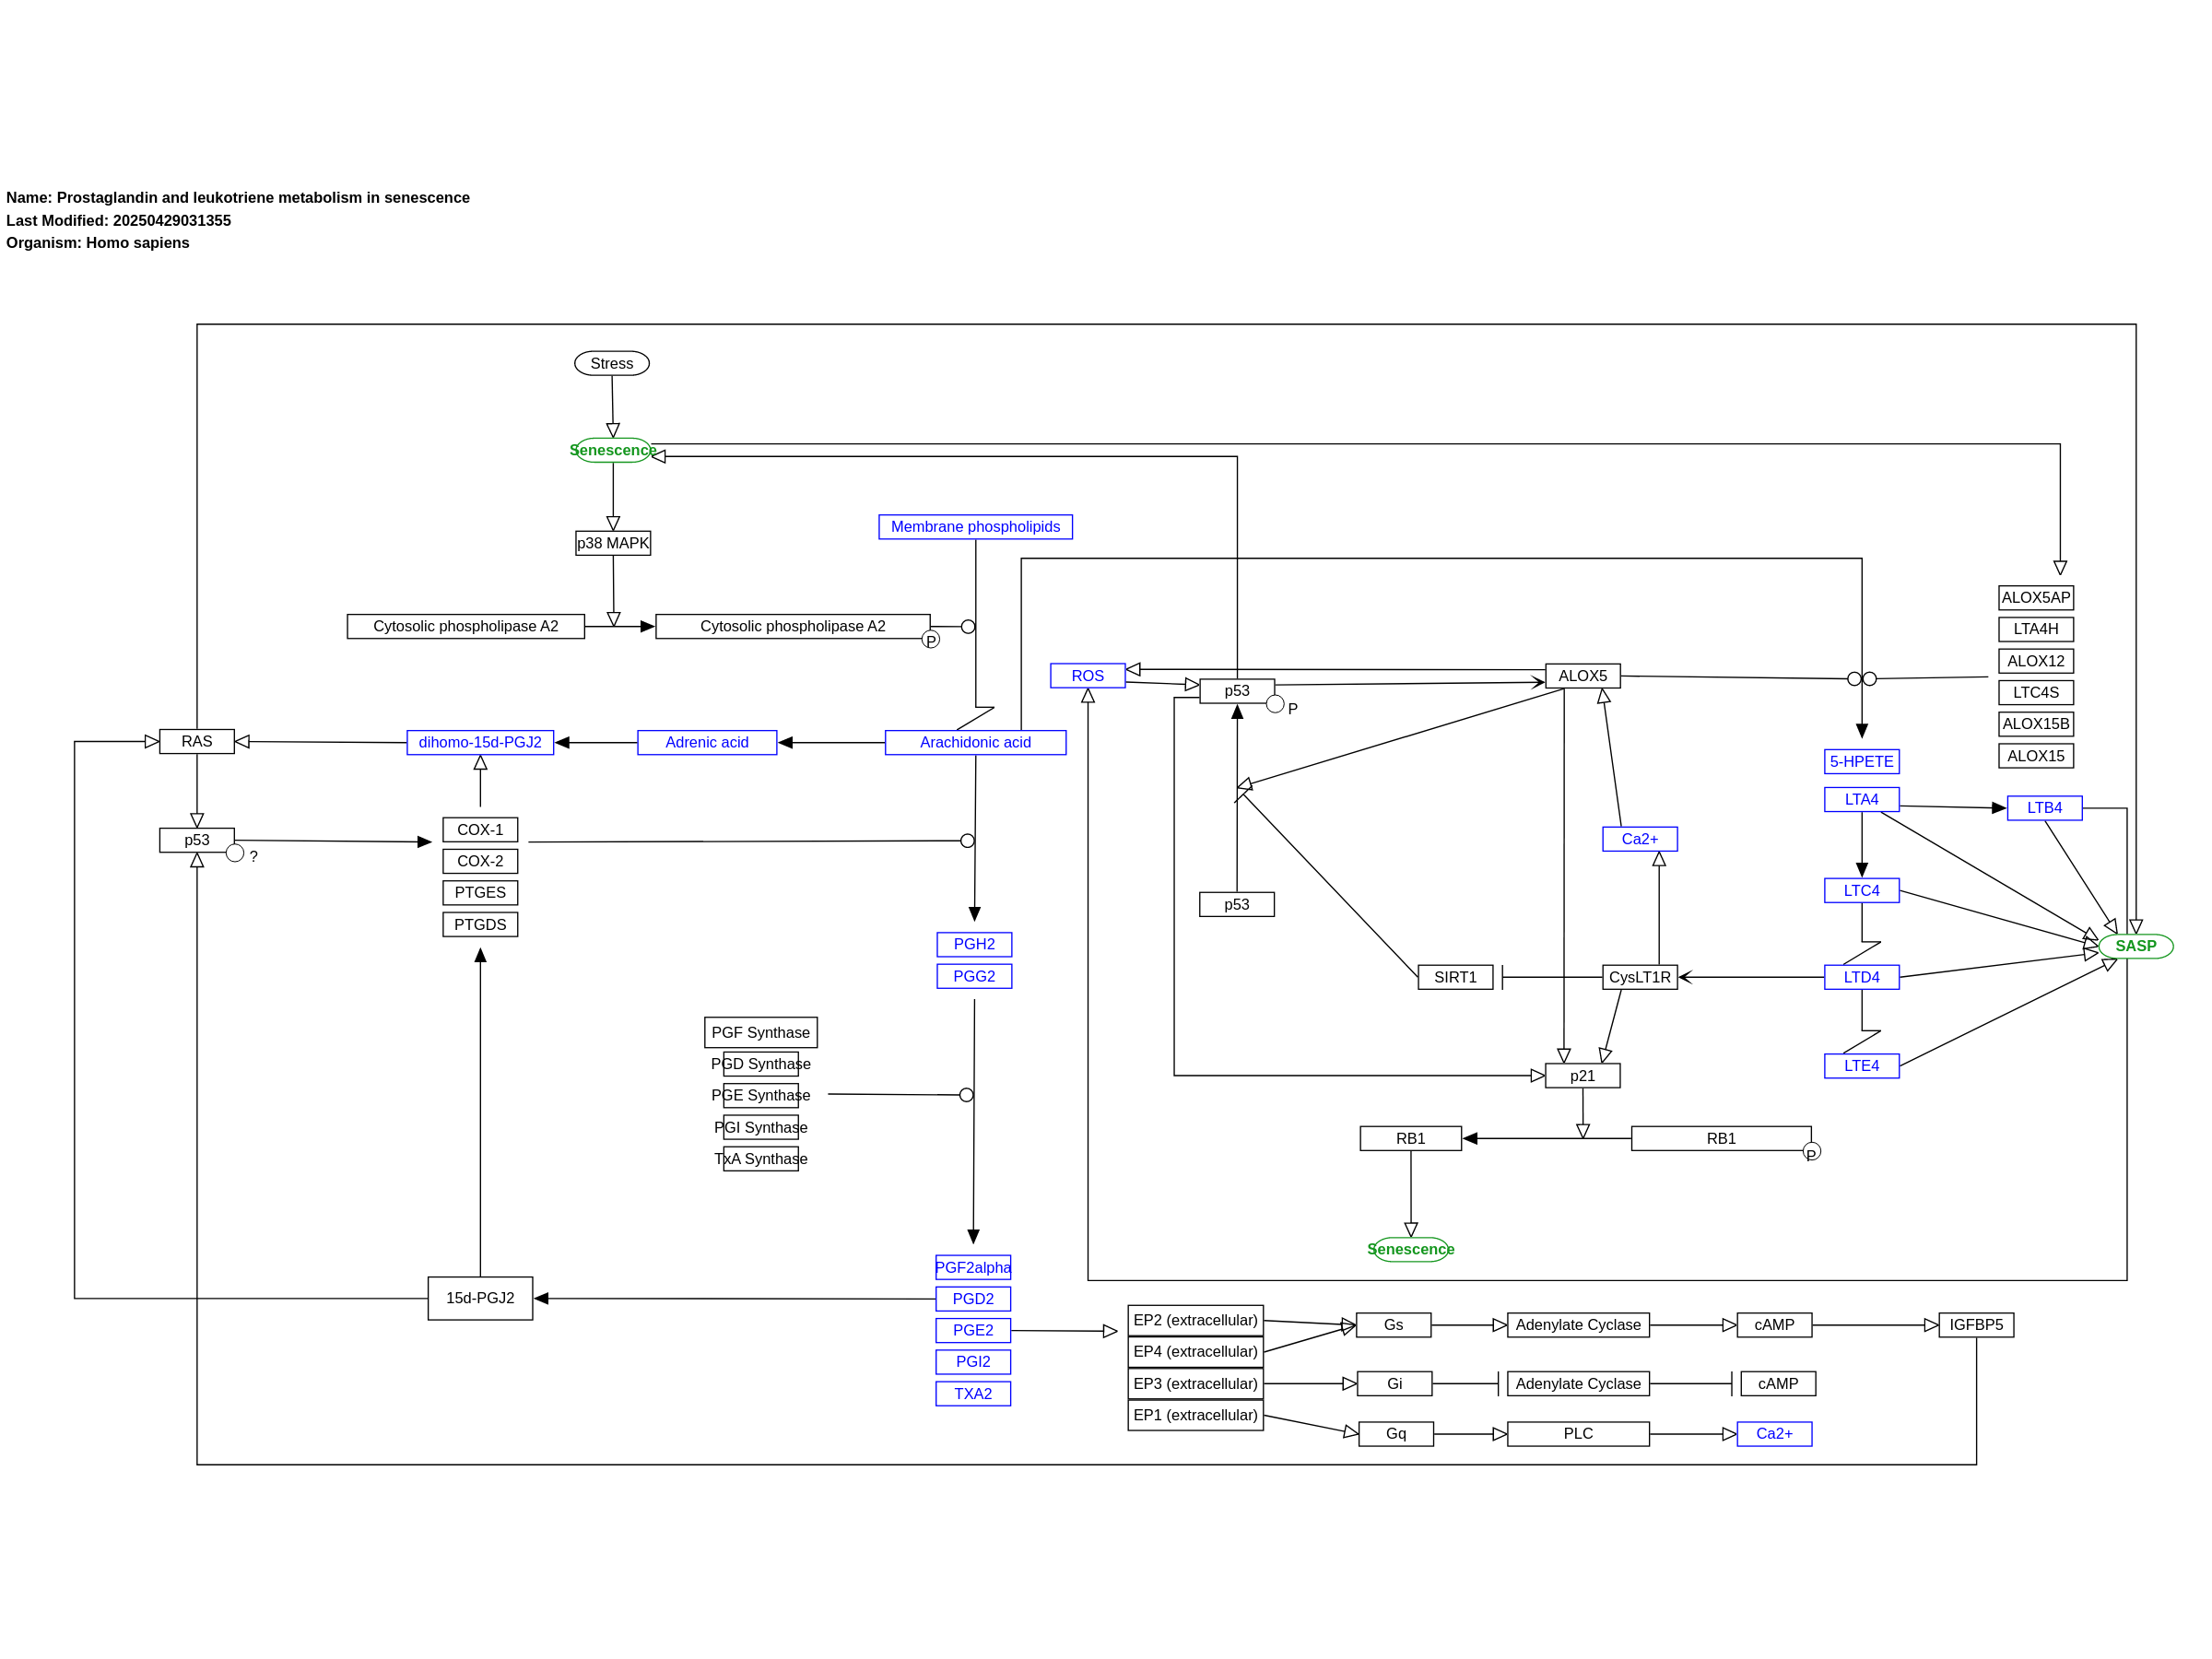 Name: Prostaglandin and leukotriene metabolism in senescence
Last Modified: 20250429031355
Organism: Homo sapiens
Stress
Senescence
Membrane phospholipids
p38 MAPK
Cytosolic phospholipase A2
Cytosolic phospholipase A2
P
ALOX5AP
LTA4H
ALOX12
LTC4S
ALOX15B
ALOX15
ROS
p53
P
ALOX5
RAS
dihomo-15d-PGJ2
Adrenic acid
Arachidonic acid
5-HPETE
LTA4
LTB4
p53
?
COX-1
COX-2
PTGES
PTGDS
Ca2+
LTC4
p53
PGH2
PGG2
SIRT1
CysLT1R
LTD4
SASP
PGF Synthase
PGD Synthase
PGE Synthase
PGI Synthase
TxA Synthase
p21
LTE4
RB1
RB1
P
Senescence
15d-PGJ2
PGF2alpha
PGD2
PGE2
PGI2
TXA2
EP2 (extracellular)
EP4 (extracellular)
EP3 (extracellular)
EP1 (extracellular)
Gs
Adenylate Cyclase
cAMP
IGFBP5
Gi
Adenylate Cyclase
cAMP
Gq
PLC
Ca2+